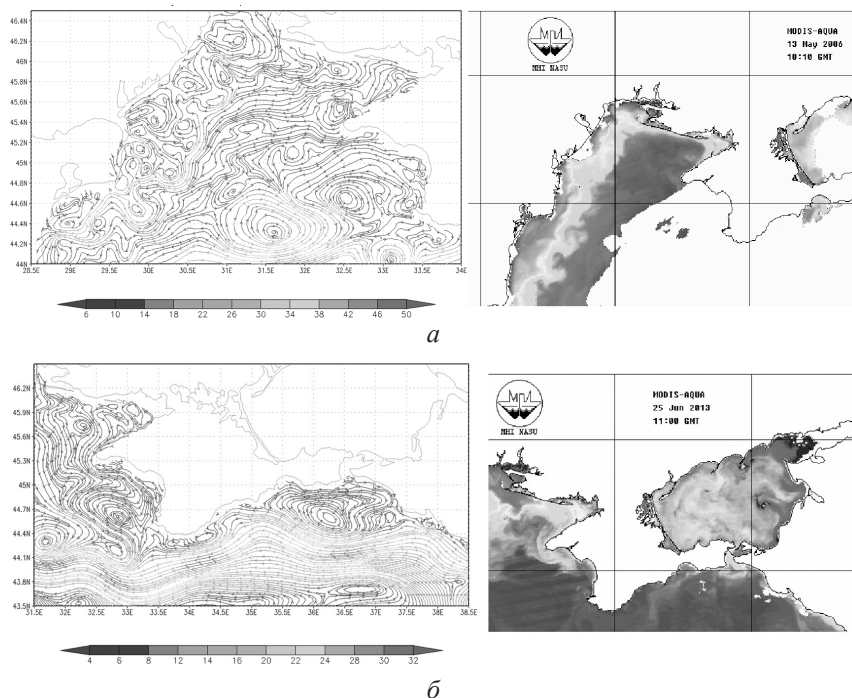 46.4N
46.2N
46N
45.8N
45.6N
45.4N
45.2N
45N
44.8N
44.6N
44.4N
44.2N
44N
28.5E 29E 29.5E 30E 30.5E 31E 31.5E 32E 32.5E 33E 33.5E 34E
6 10 14 18 22 26 30 34 38 42 46 50
MHI NASU
MODIS-AQUA
13 May 2006
10:10 GMT
а
46.2N
45.9N
45.6N
45.3N
45N
44.7N
44.4N
44.1N
43.8N
43.5N
31.5E 32E 32.5E 33E 33.5E 34E 34.5E 35E 35.5E 36E 36.5E 37E 37.5E 38E 38.5E
4 6 8 12 14 16 20 22 24 28 30 32
MHI NASU
MODIS-AQUA
25 Jun 2013
11:00 GMT
б